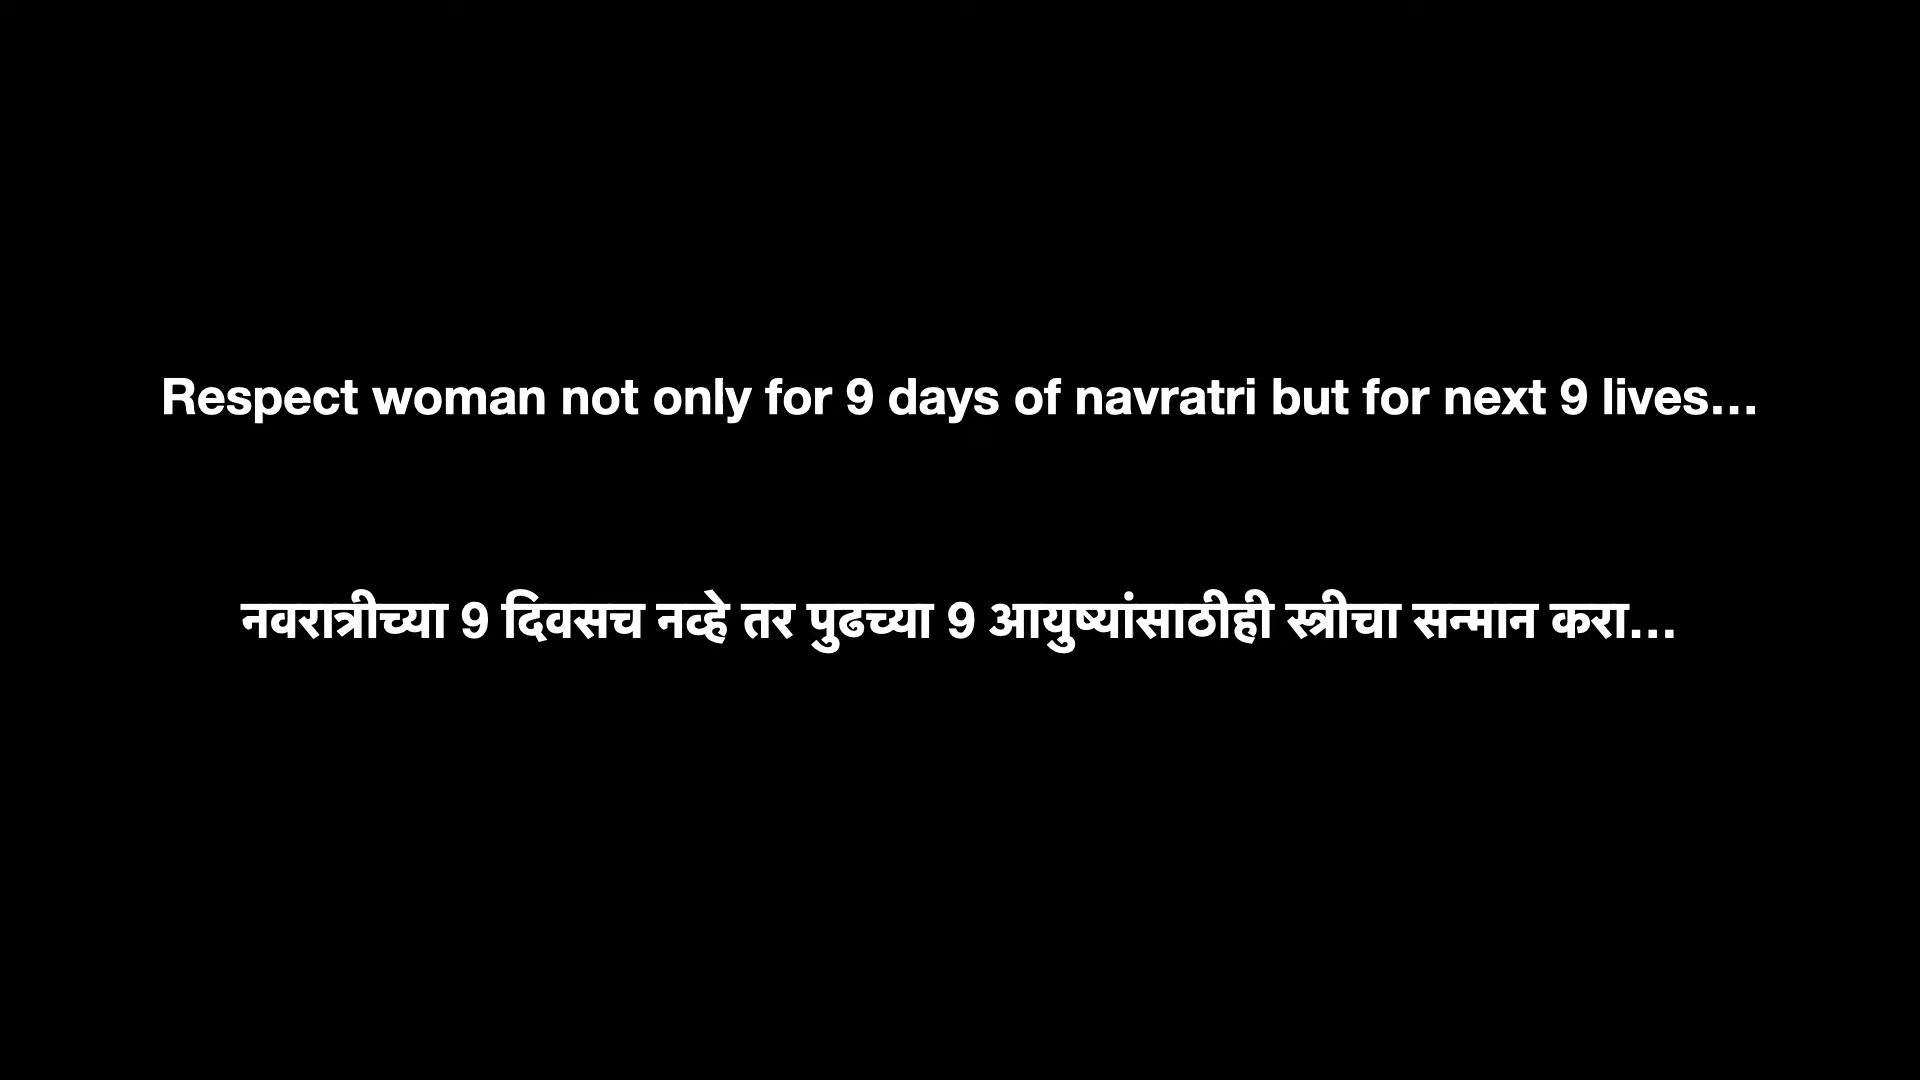 Respect woman not only for 9 days of navratri but for next 9 lives...
नवरात्रीच्या 9 दिवसच नव्हे तर पुढच्या 9 आयुष्यांसाठीही स्त्रीचा सन्मान करा...